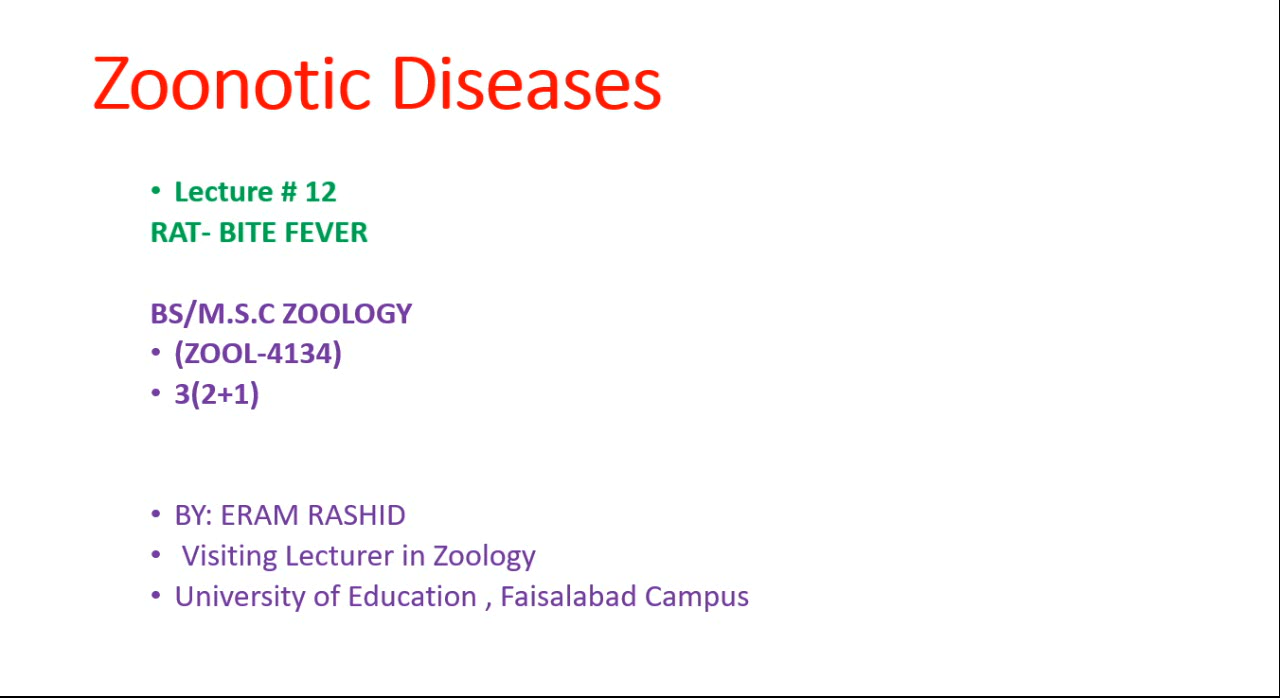 Zoonotic Diseases
• Lecture # 12
RAT- BITE FEVER
BS/M.S.C ZOOLOGY
• (ZOOL-4134)
• 3(2+1)
• BY: ERAM RASHID
• Visiting Lecturer in Zoology
• University of Education , Faisalabad Campus